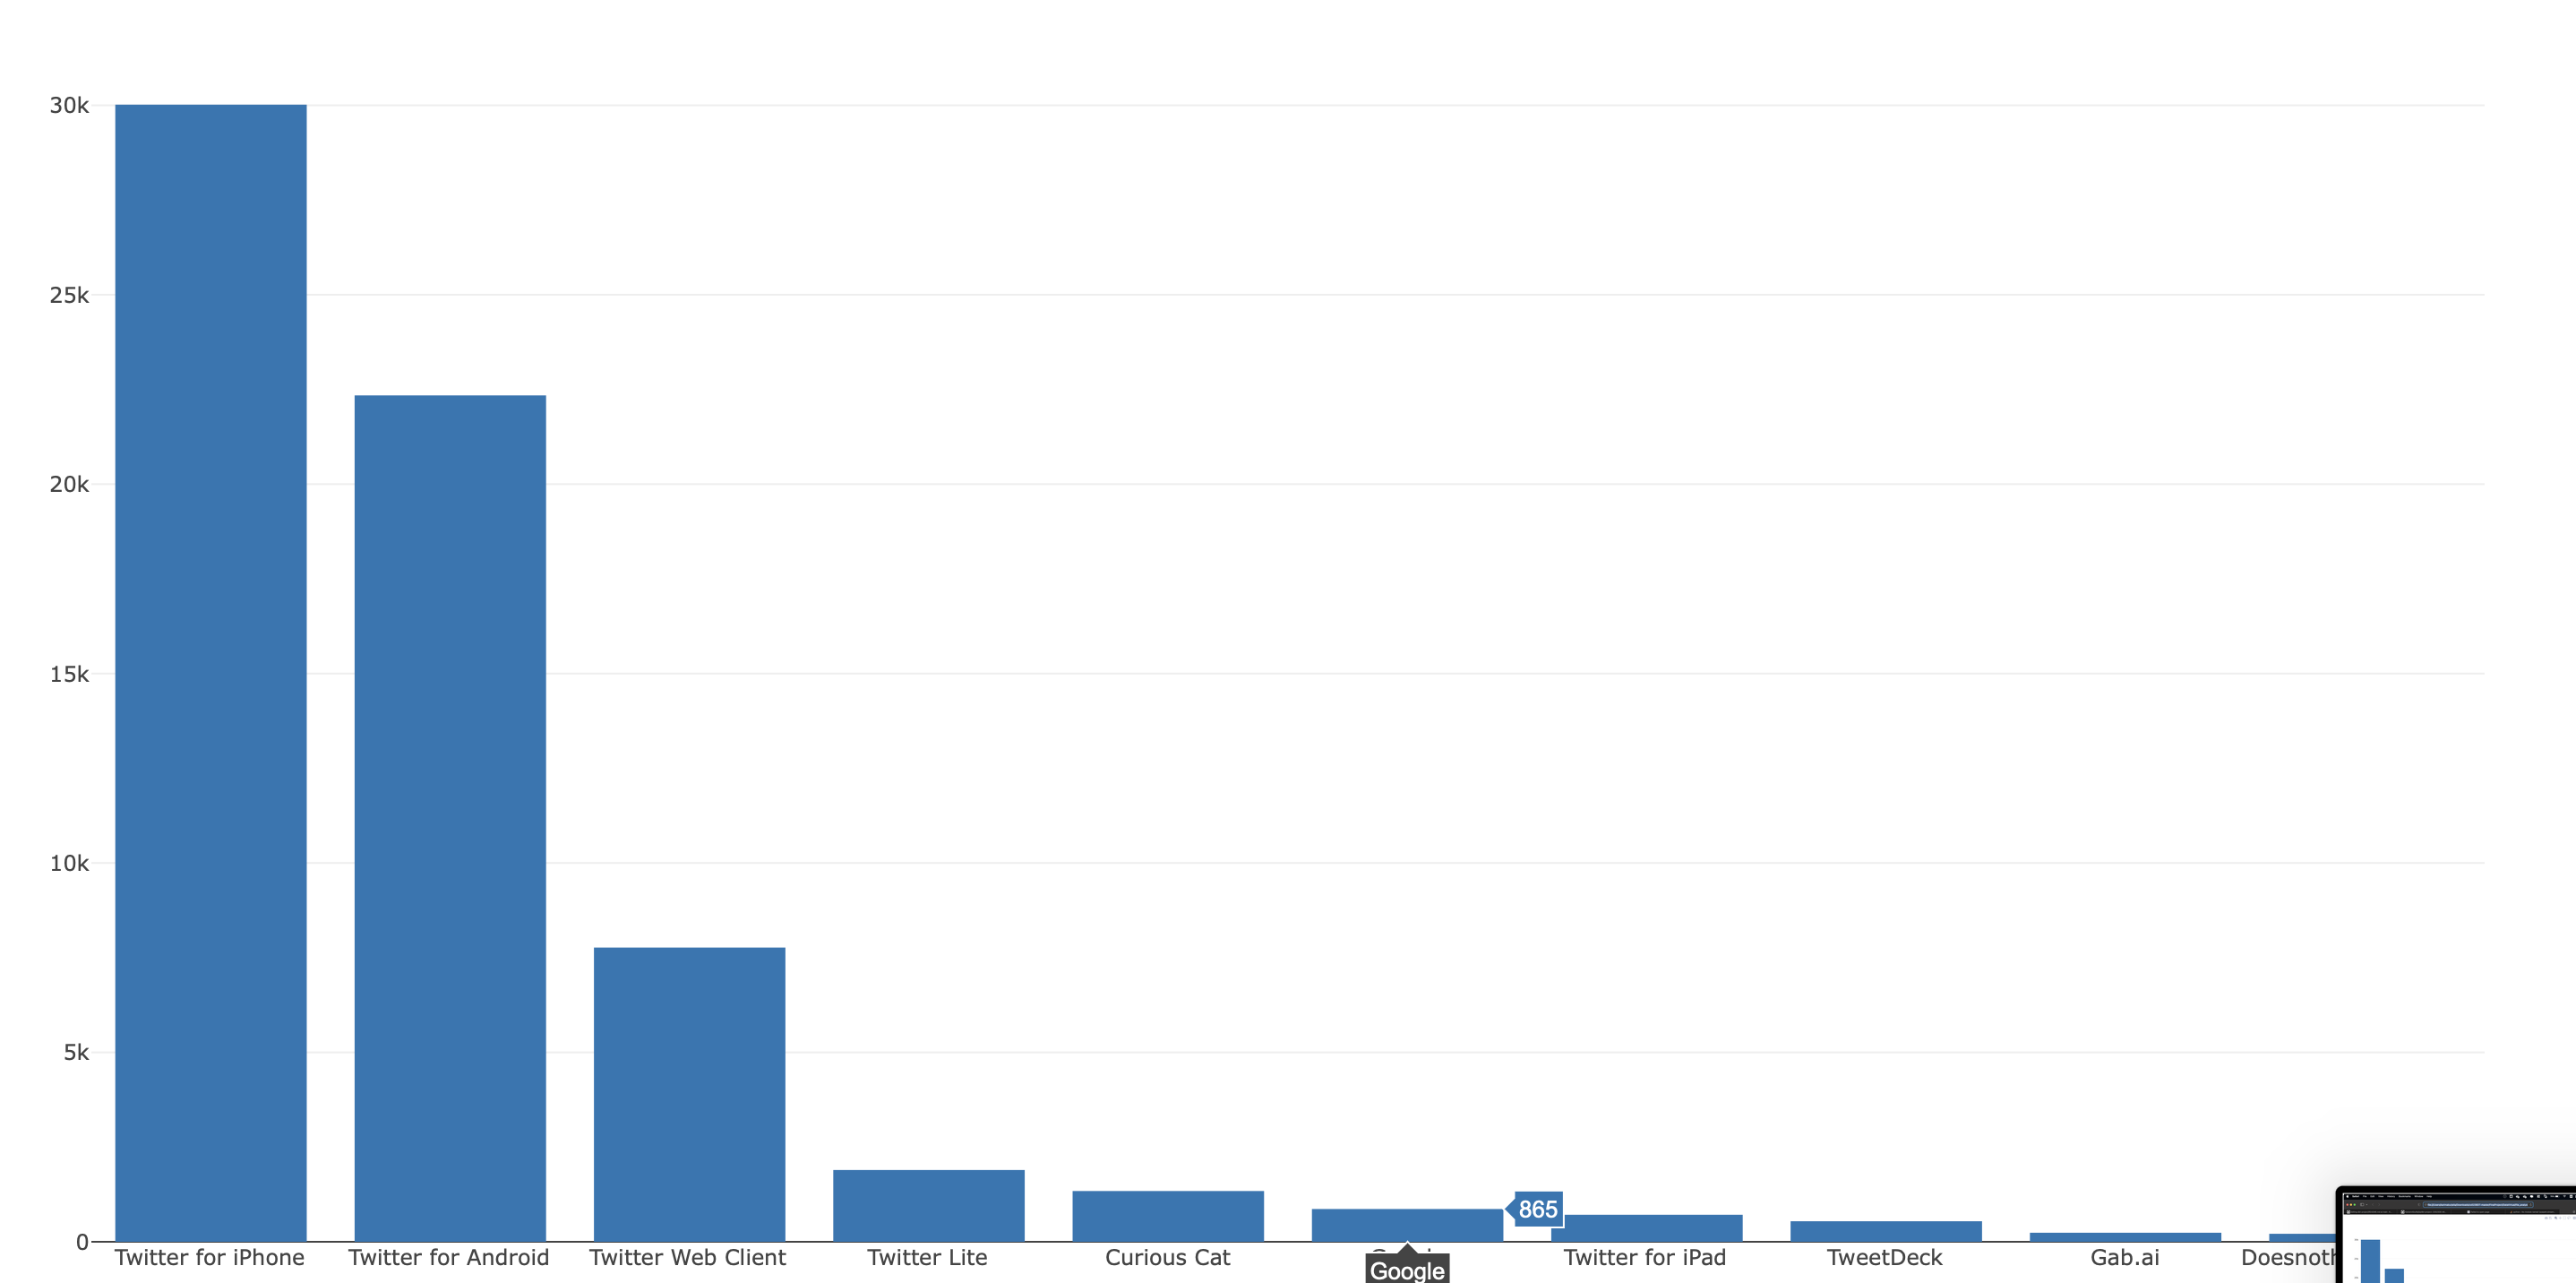 30k
25k
20k
15k
10k
5k
0
865
Twitter for iPhone
Twitter for Android
Twitter Web Client
Twitter Lite
Curious Cat
Google
Twitter for iPad
TweetDeck
Gab.ai